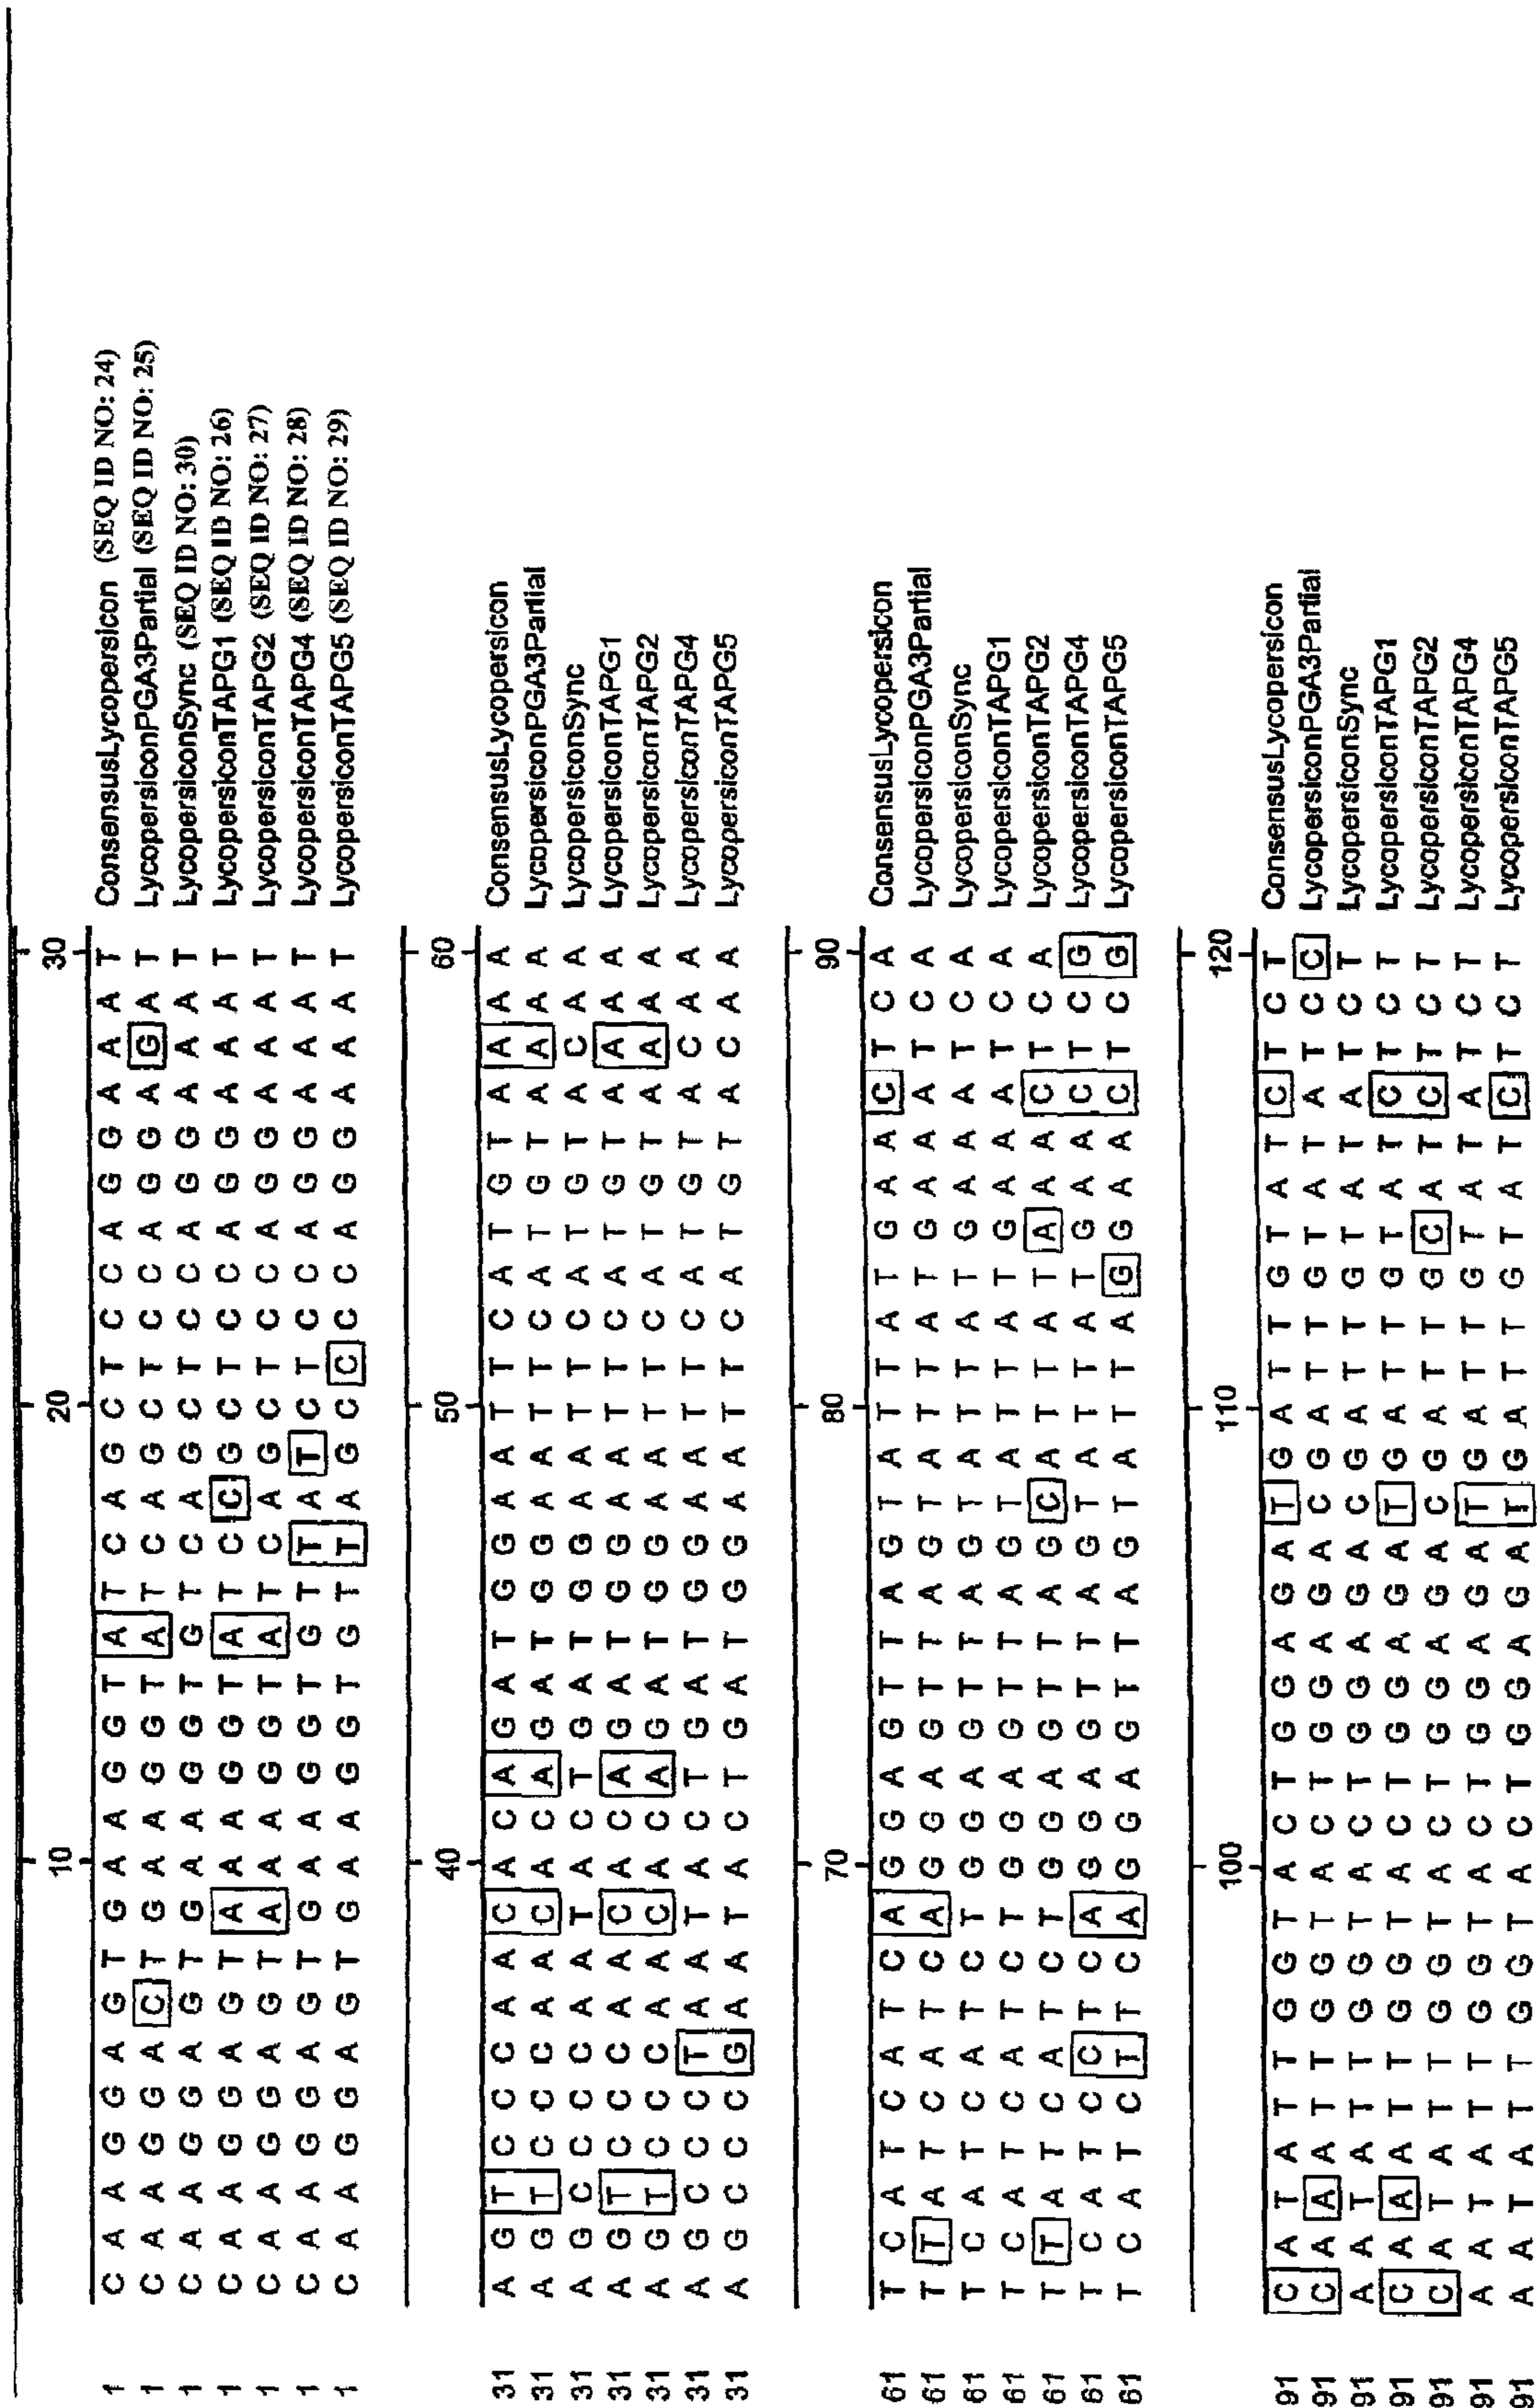 10 20 30
1 C A A G G A G T G A A G G T A T C A G C T C C A G G A A A T ConsensusLycopersicon (SEQ ID NO: 24)
1 C A A G G A C T G A A G G T A T C A G C T C C A G G A G A T LycopersiconPGA3Partial (SEQ ID NO: 25)
1 C A A G G A G T G A A G G T G T C A G C T C C A G G A A A T LycopersiconSync (SEQ ID NO: 30)
1 C A A G G A G T A A A G G T A T C C G C T C C A G G A A A T LycopersiconTAPG1 (SEQ ID NO: 26)
1 C A A G G A G T A A A G G T A T C A G C T C C A G G A A A T LycopersiconTAPG2 (SEQ ID NO: 27)
1 C A A G G A G T G A A G G T G T T A T C T C C A G G A A A T LycopersiconTAPG4 (SEQ ID NO: 28)
1 C A A G G A G T G A A G G T G T T A G C C C C A G G A A A T LycopersiconTAPG5 (SEQ ID NO: 29)
40 50 60
31 A G T C C C A A C A C A G A T G G A A T T C A T G T A A A A ConsensusLycopersicon
31 A G T C C C A A C A C A G A T G G A A T T C A T G T A A A A LycopersiconPGA3Partial
31 A G C C C C A A T A C T G A T G G A A T T C A T G T A C A A LycopersiconSync
31 A G T C C C A A C A C A G A T G G A A T T C A T G T A A A A LycopersiconTAPG1
31 A G T C C C A A C A C A G A T G G A A T T C A T G T A A A A LycopersiconTAPG2
31 A G C C C T A A T A C T G A T G G A A T T C A T G T A C A A LycopersiconTAPG4
31 A G C C C G A A T A C T G A T G G A A T T C A T G T A C A A LycopersiconTAPG5
70 80 90
61 T C A T C A T C A G G A G T T A G T A T T A T G A A C T C A ConsensusLycopersicon
61 T T A T C A T C A G G A G T T A G T A T T A T G A A A T C A LycopersiconPGA3Partial
61 T C A T C A T C T G G A G T T A G T A T T A T G A A A T C A LycopersiconSync
61 T C A T C A T C T G G A G T T A G T A T T A T G A A A T C A LycopersiconTAPG1
61 T T A T C A T C T G G A G T T A G C A T T A T A A A C T C A LycopersiconTAPG2
61 T C A T C C T C A G G A G T T A G T A T T A T G A A C T C G LycopersiconTAPG4
61 T C A T C T T C A G G A G T T A G T A T T A G G A A C T C G LycopersiconTAPG5
100 110 120
91 C A T A T T G G T A C T G G A G A T G A T T G T A T C T C T ConsensusLycopersicon
91 C A A A T T G G T A C T G G A G A C G A T T G T A T A T C C LycopersiconPGA3Partial
91 A A T A T T G G T A C T G G A G A C G A T T G T A T A T C T LycopersiconSync
91 C A A A T T G G T A C T G G A G A T G A T T G T A T C T C T LycopersiconTAPG1
91 C A T A T T G G T A C T G G A G A C G A T T G C A T C T C T LycopersiconTAPG2
91 A A T A T T G G T A C T G G A G A T G A T T G T A T A T C T LycopersiconTAPG4
91 A A T A T T G G T A C T G G A G A T G A T T G T A T C T C T LycopersiconTAPG5